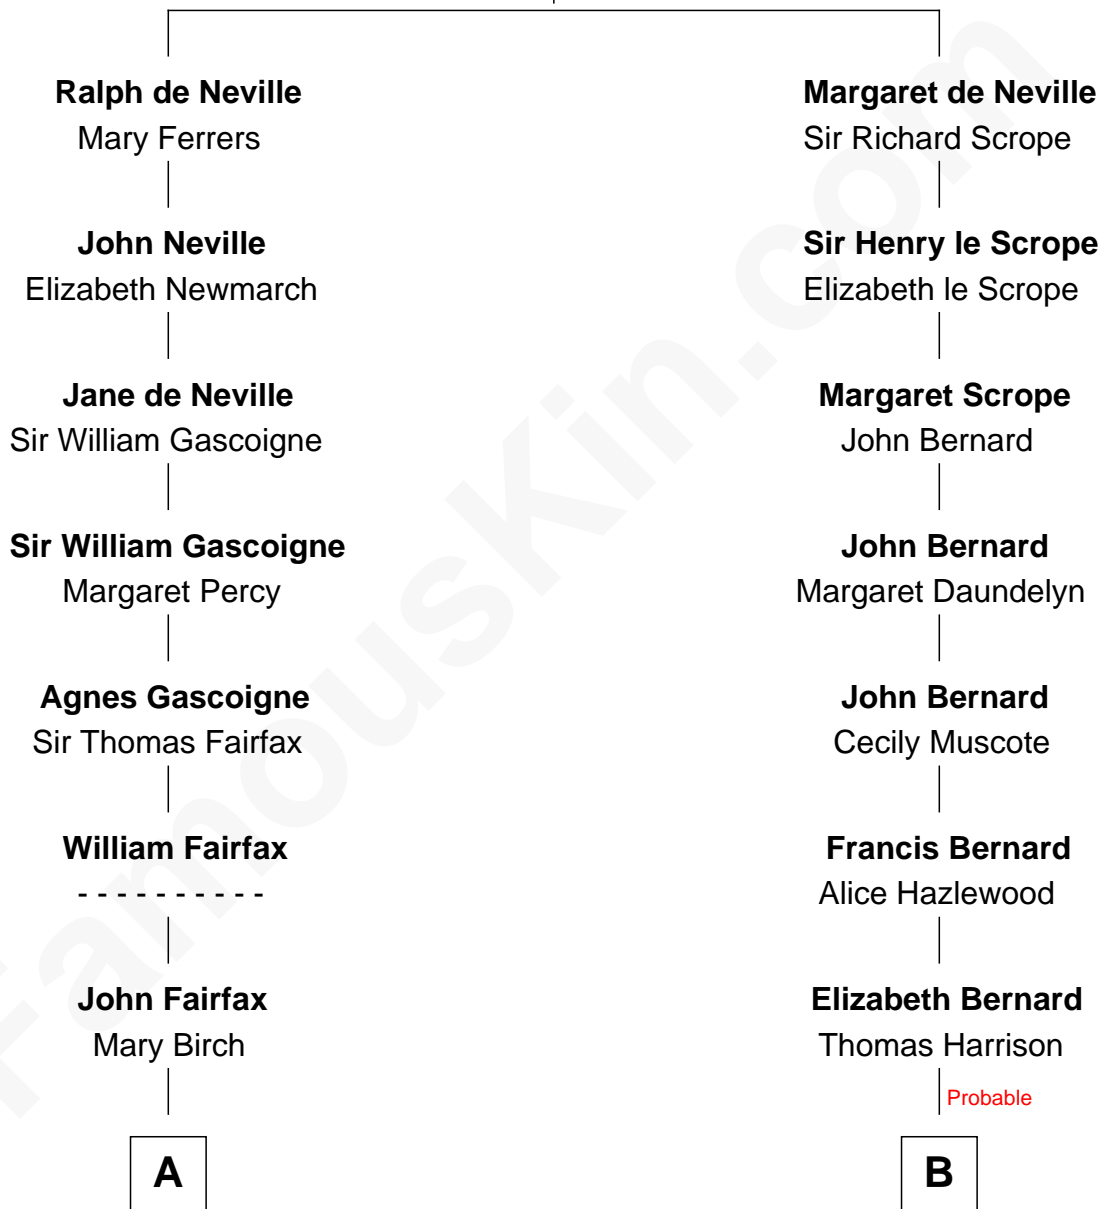 Ralph de Neville
Mary Ferrers
Margaret de Neville
Sir Richard Scrope
John Neville
Elizabeth Newmarch
Sir Henry le Scrope
Elizabeth le Scrope
Jane de Neville
Sir William Gascoigne
Margaret Scrope
John Bernard
Sir William Gascoigne
Margaret Percy
John Bernard
Margaret Daundelyn
Agnes Gascoigne
Sir Thomas Fairfax
John Bernard
Cecily Muscote
William Fairfax
- - - - - - - - - -
Francis Bernard
Alice Hazlewood
John Fairfax
Mary Birch
Elizabeth Bernard
Thomas Harrison
Probable
A
B
FamousKin.com